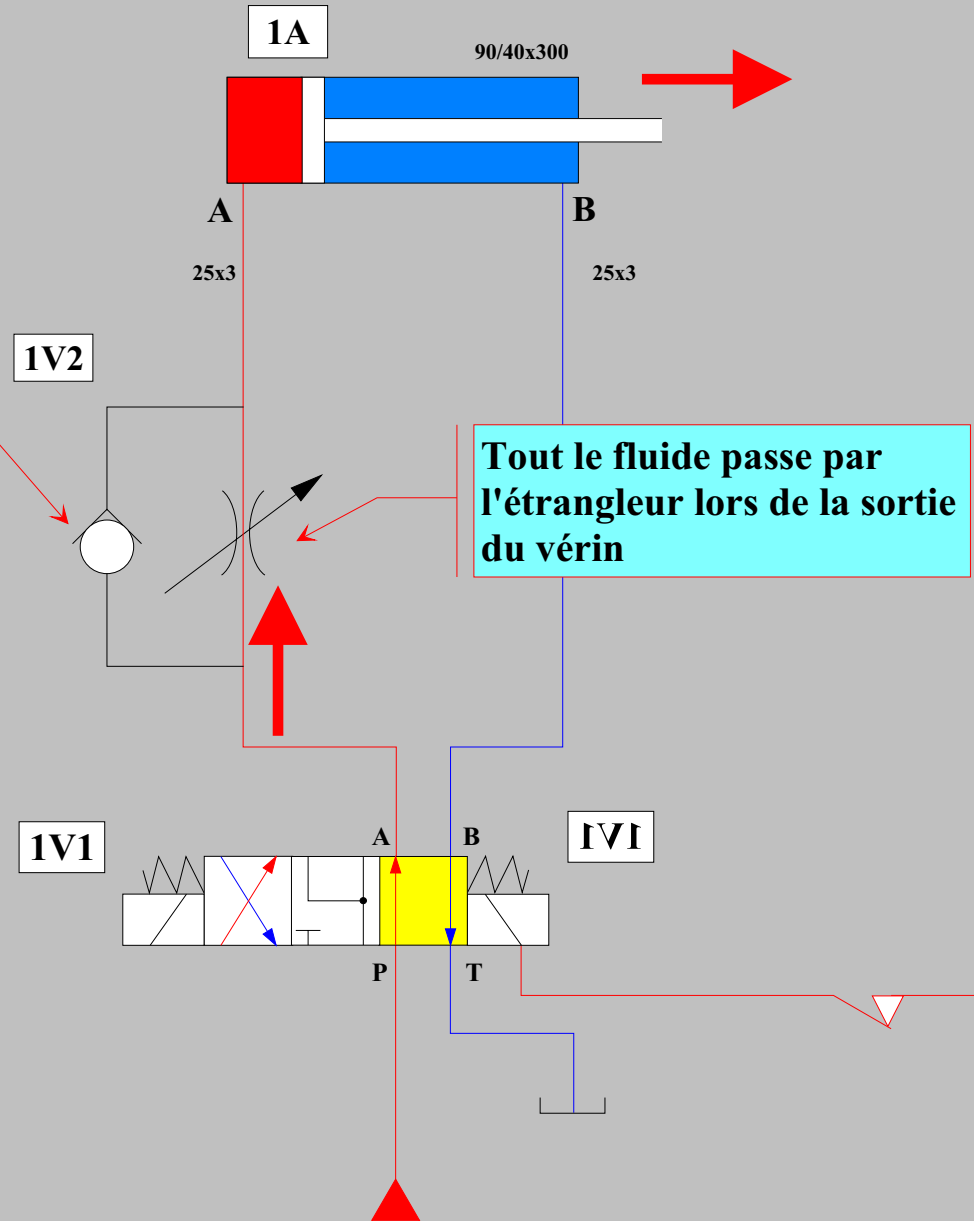 1A
90/40x300
A
B
25x3
25x3
1V2
Tout le fluide passe par
l'étrangleur lors de la sortie
du vérin
1V1
A
B
1V1
P
T